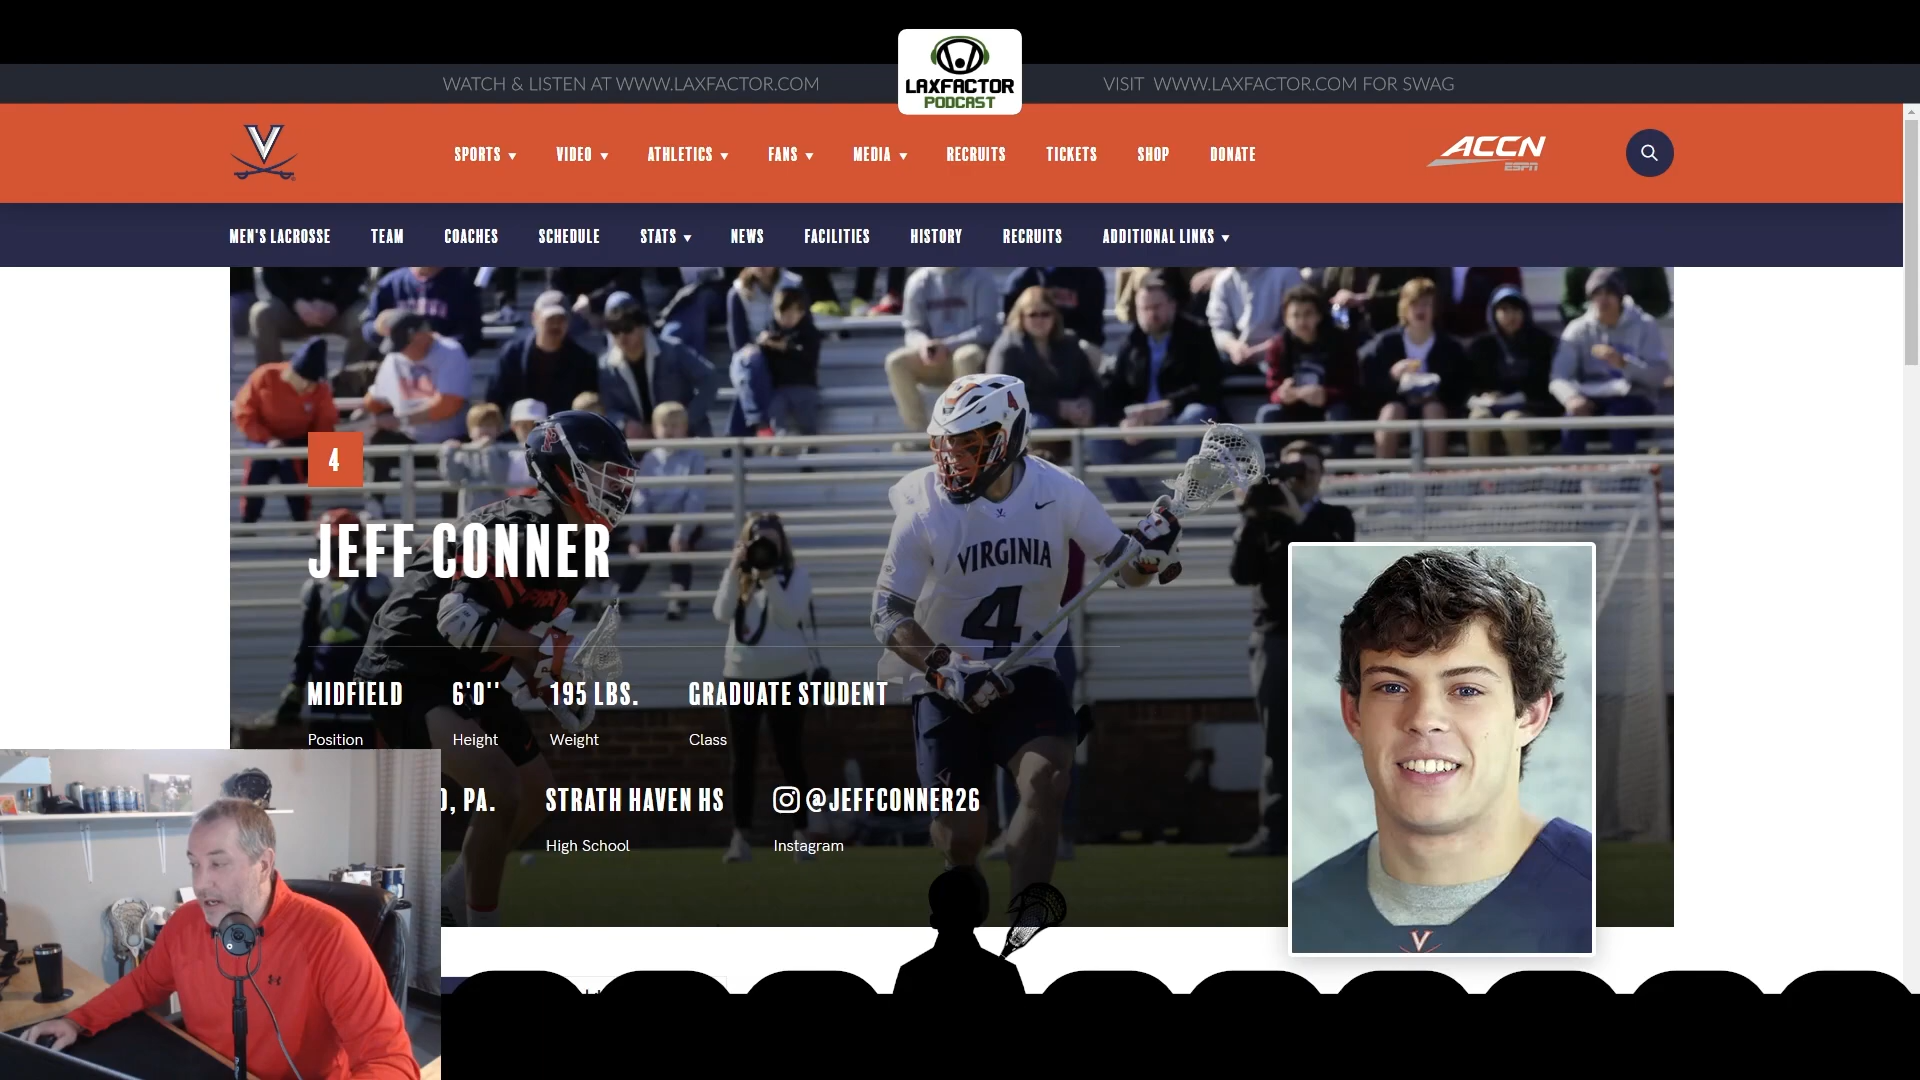 WATCH & LISTEN AT WWW.LAXFACTOR.COM
LAXFACTOR
PODCAST
VISIT WWW.LAXFACTOR.COM FOR SWAG
SPORTS VIDEO ATHLETICS FANS MEDIA RECRUITS TICKETS SHOP DONATE
ACCN
ESPN
MEN'S LACROSSE TEAM COACHES SCHEDULE STATS NEWS FACILITIES HISTORY RECRUITS ADDITIONAL LINKS
4
JEFF CONNER
VIRGINIA
4
MIDFIELD 6'0'' 195 LBS. GRADUATE STUDENT
Position Height Weight Class
, PA. STRATH HAVEN HS @JEFFCONNER26
High School Instagram